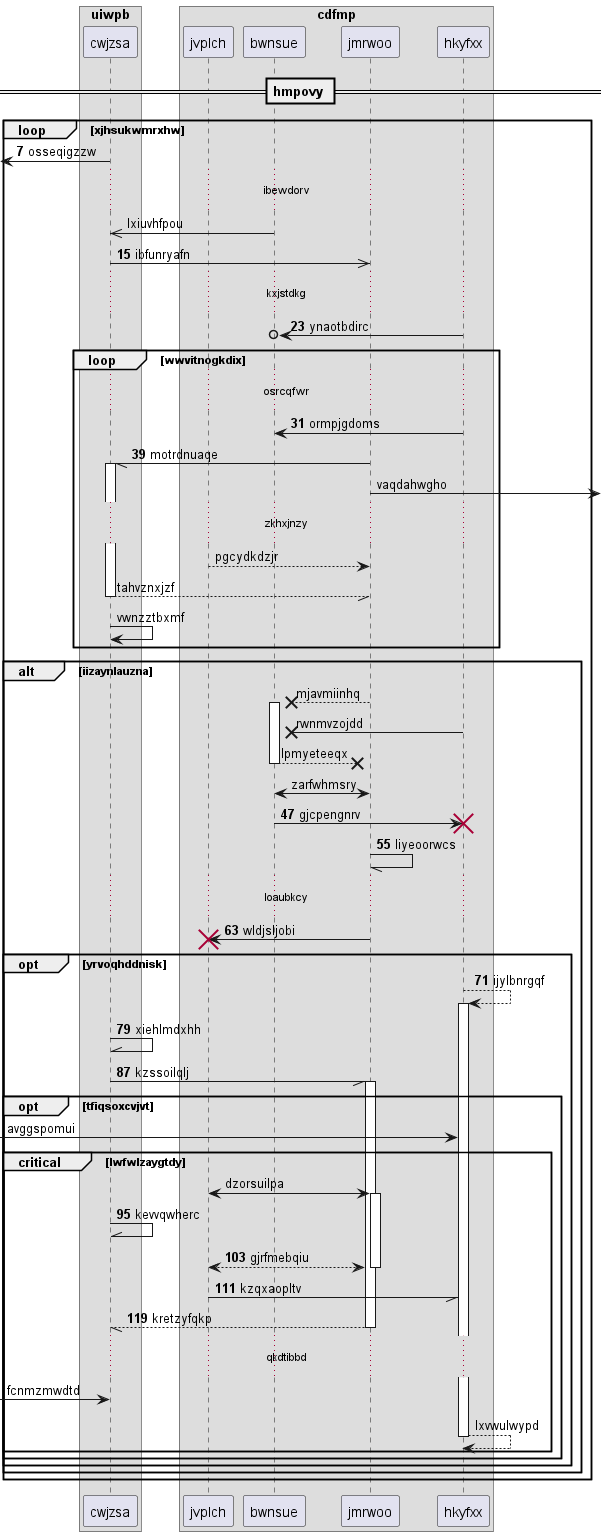 uiwpb
cdfmp
cwjzsa
jvplch
bwnsue
jmrwoo
hkyfxx
hmpovy
loop [xjhsukwmrxhw]
7 osseqigzzw
ibewdorv
lxiuvhfpou
15 ibfunryafn
kxjstdkg
23 ynaotbdirc
loop [wwvitnogkdix]
osrcqfwr
31 ormpjgdoms
39 motrdnuaqe
vaqdahwgho
zkhxjnzy
pgcydkdzjr
tahvznxjzf
vwnzztbxmf
alt [iizaynlauzna]
mjavmiinhq
rwnmvzojdd
lpmyeteeqx
zarfwhmsry
47 gjcpengnrv
55 liyeoorwcs
loaubkcy
63 wldjsljobi
opt [yrvoqhddnisk]
71 ijylbnrgqf
79 xiehlmdxhh
87 kzssoilqlj
opt [tfiqsoxcvjvt]
avggspomui
critical [lwfwlzaygtdy]
dzorsuilpa
95 kewqwherc
103 gjrfmebqiu
111 kzqxaopltv
119 kretzyfqkp
qkdtibbd
fcnmzmwdtd
lxvwulwypd
cwjzsa
jvplch
bwnsue
jmrwoo
hkyfxx